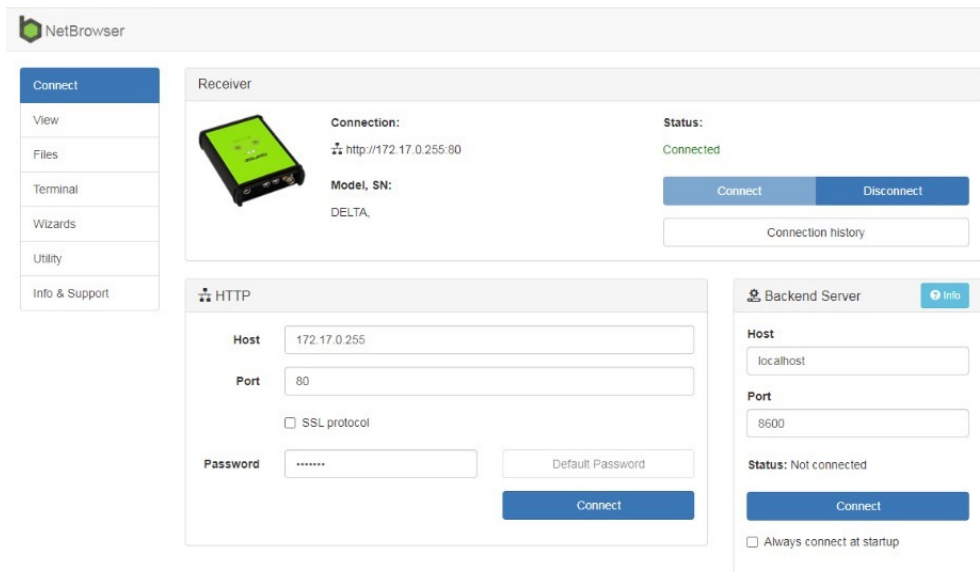 NetBrowser
Connect
View
Files
Terminal
Wizards
Utility
Info & Support
Receiver
Connection:
http://172.17.0.255:80
Model, SN:
DELTA,
Status:
Connected
Connect Disconnect
Connection history
HTTP
Host 172.17.0.255
Port 80
SSL protocol
Password •••••••
Default Password
Connect
Backend Server
Info
Host
localhost
Port
8600
Status: Not connected
Connect
Always connect at startup